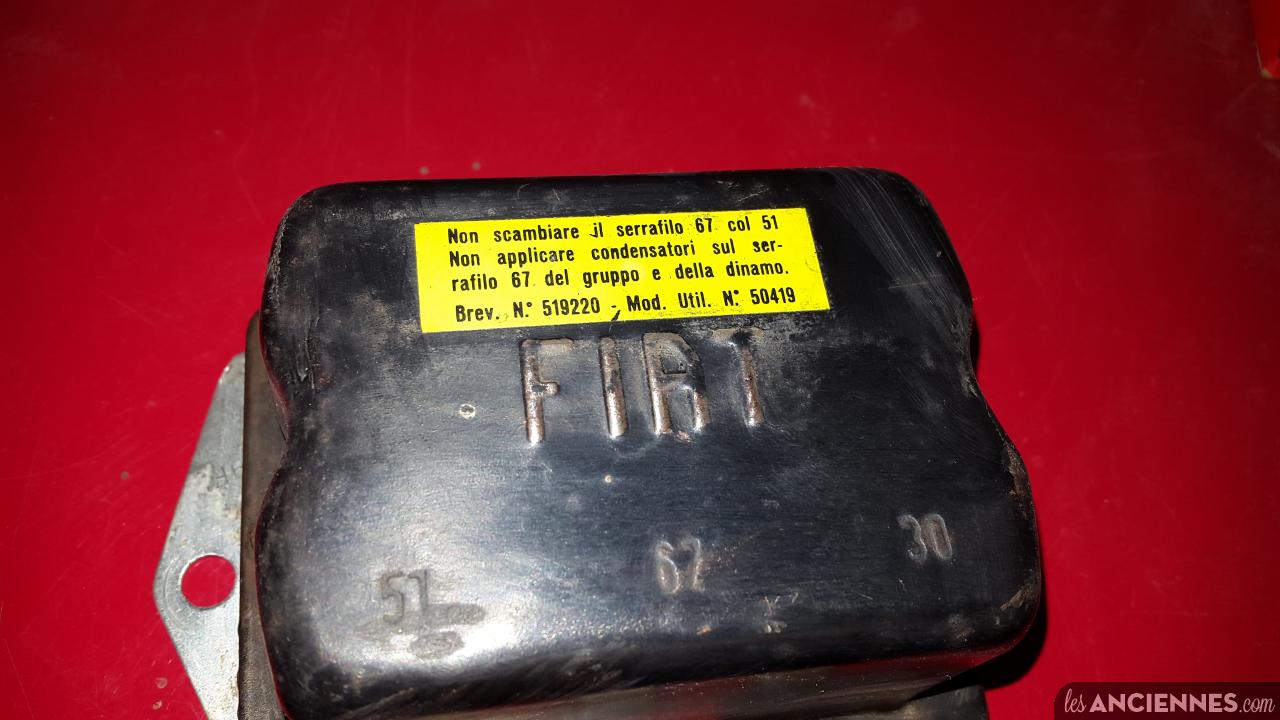 Non scambiare il serrafilo 67 col 51
Non applicare condensatori sul ser-
rafilo 67 del gruppo e della dinamo.
Brev. N.° 519220 - Mod. Util. N.° 50419
FIAT
51 67 30
les ANCIENNES.com